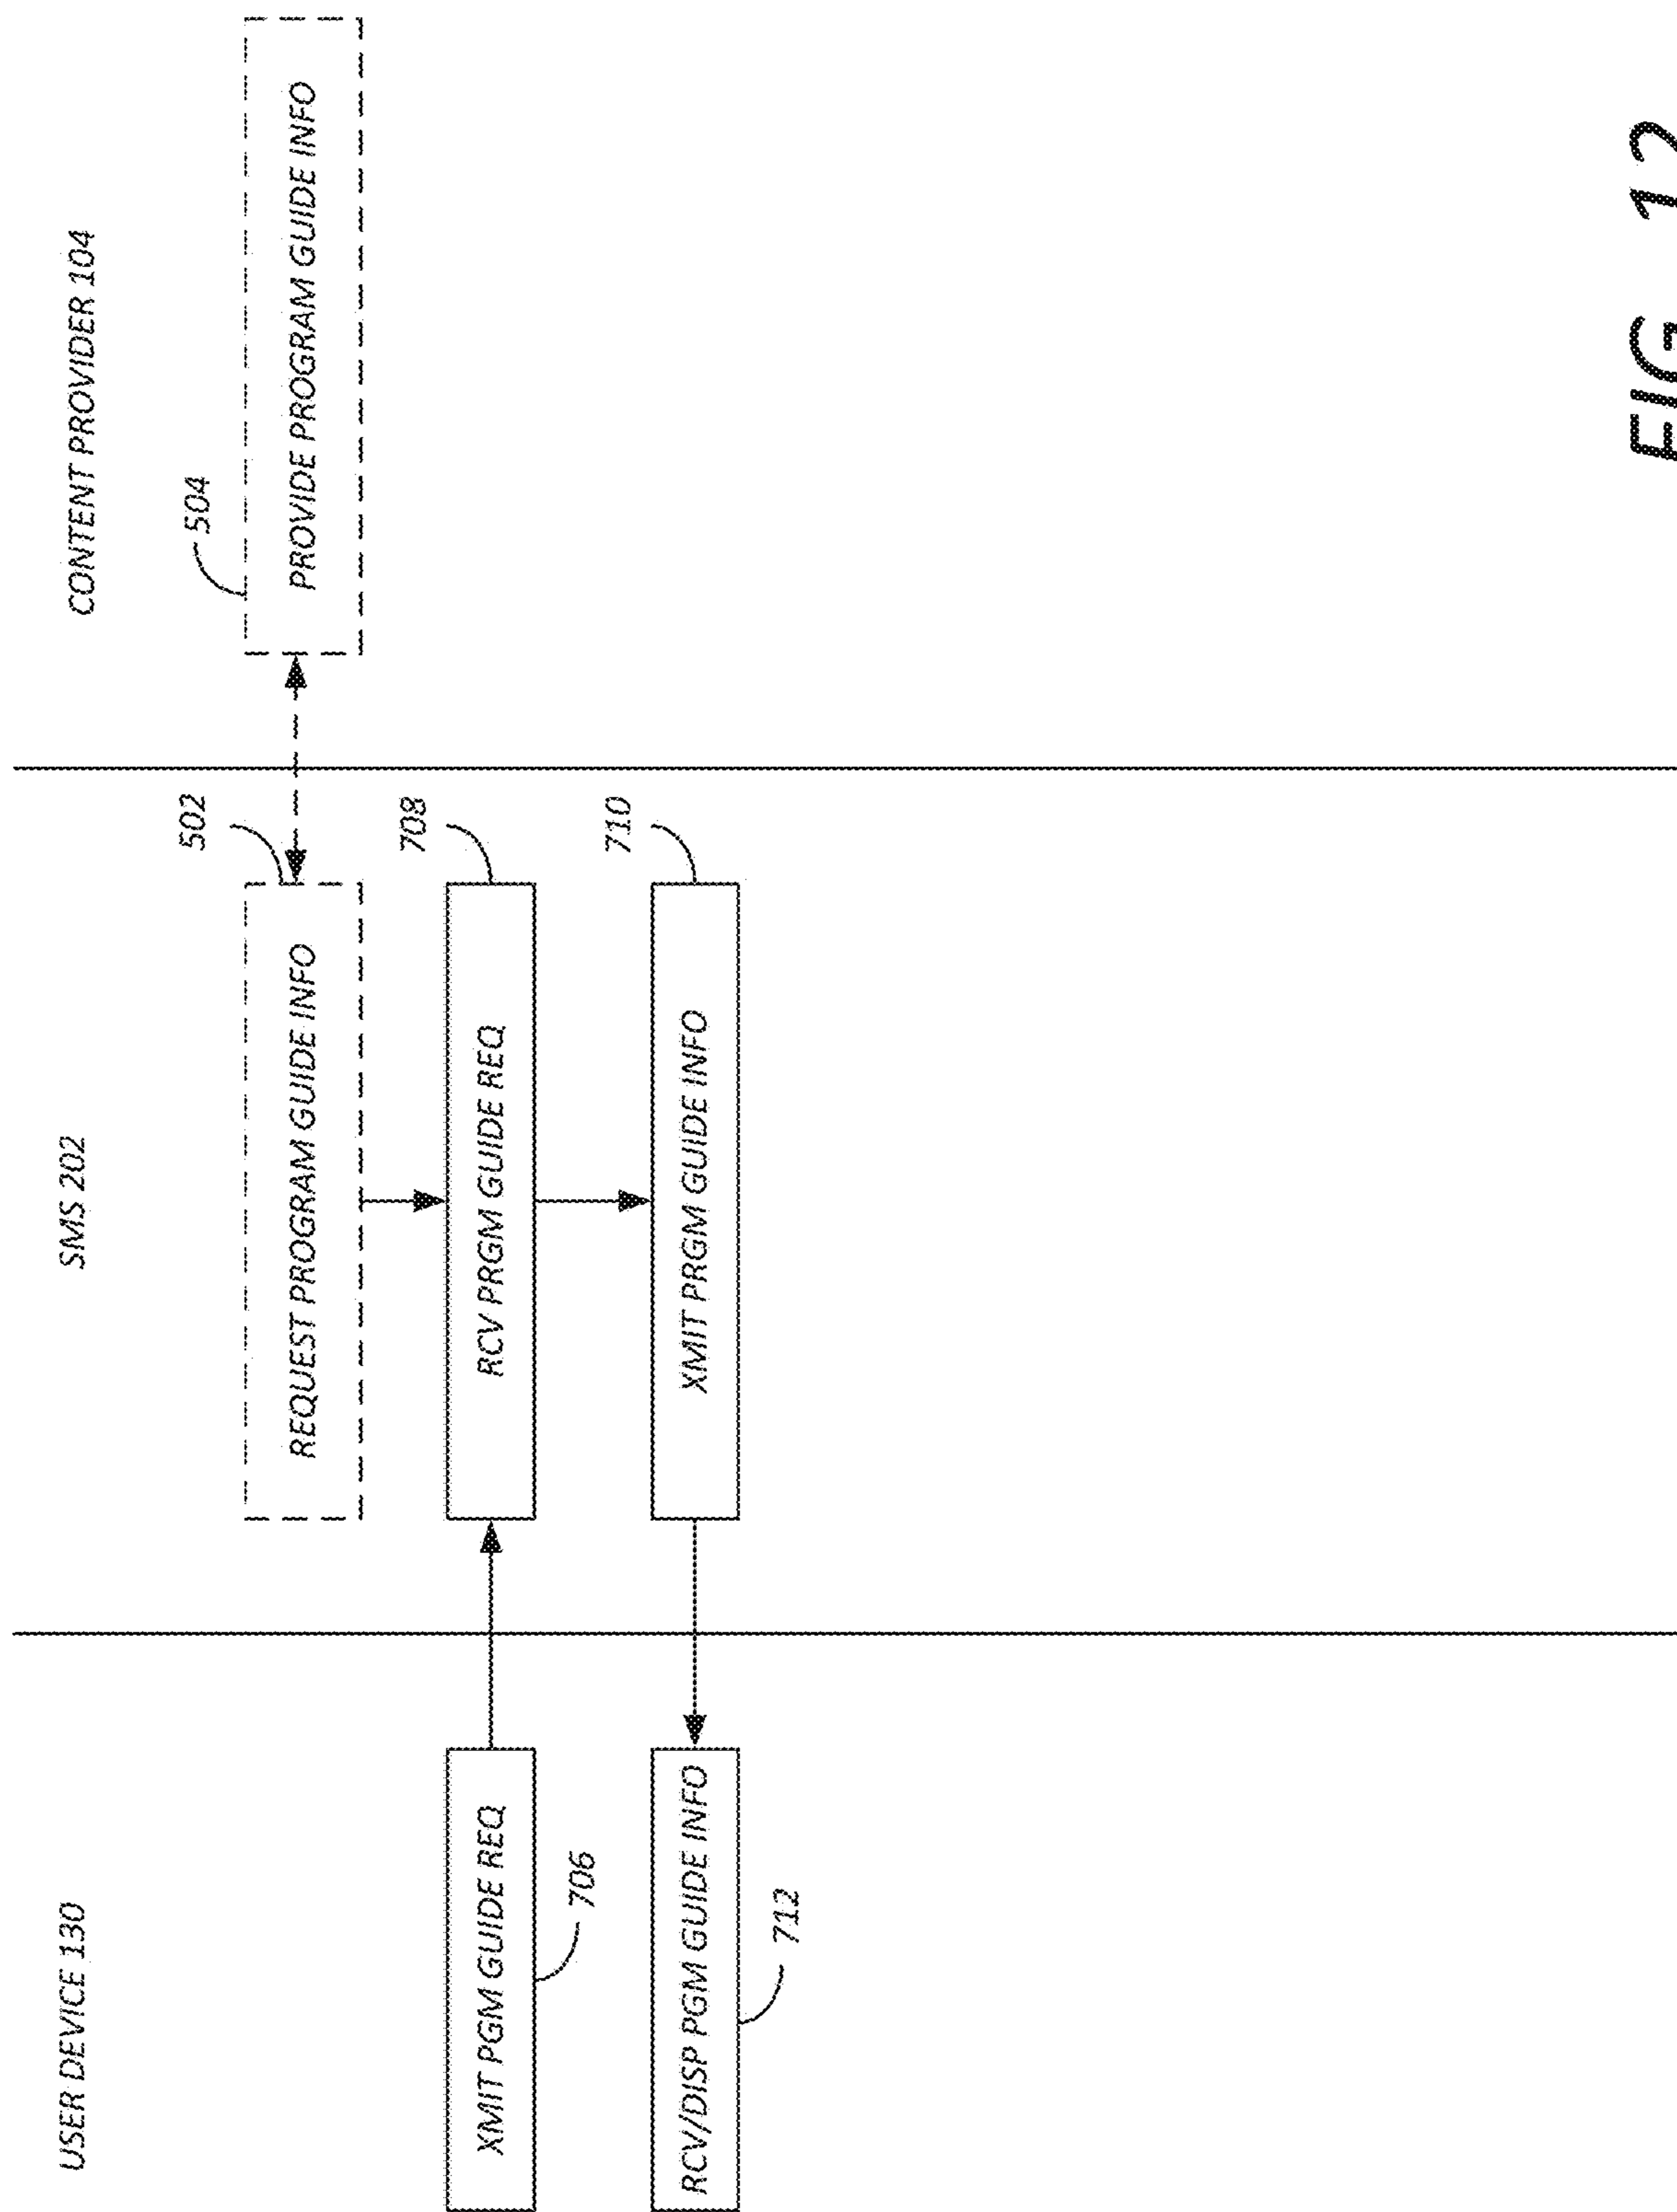 USER DEVICE 130
SMS 202
CONTENT PROVIDER 104
502
504
REQUEST PROGRAM GUIDE INFO
PROVIDE PROGRAM GUIDE INFO
708
XMIT PGM GUIDE REQ
RCV PRGM GUIDE REQ
706
710
RCV/DISP PGM GUIDE INFO
XMIT PRGM GUIDE INFO
712
FIG. 12